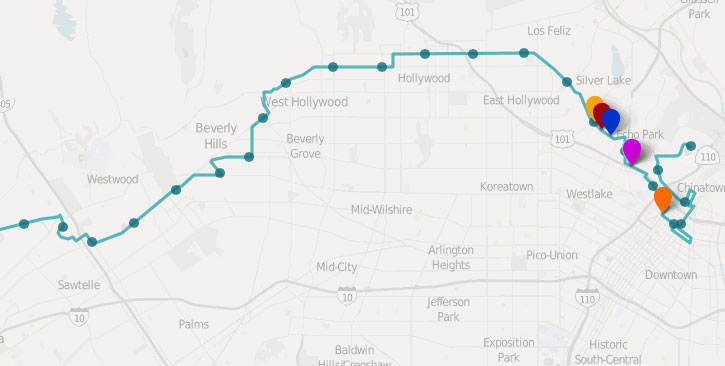 Glassell
Park
101
Los Feliz
Silver Lake
Hollywood
East Hollywood
West Hollywood
405
Beverly
Hills
Beverly
Grove
101
Echo Park
110
Westwood
Koreatown
Westlake
Chinatown
Mid-Wilshire
Arlington
Heights
Pico-Union
Mid-City
Downtown
Sawtelle
10
10
110
Jefferson
Park
Palms
Exposition
Park
Historic
South-Central
Baldwin
Hills/Crenshaw